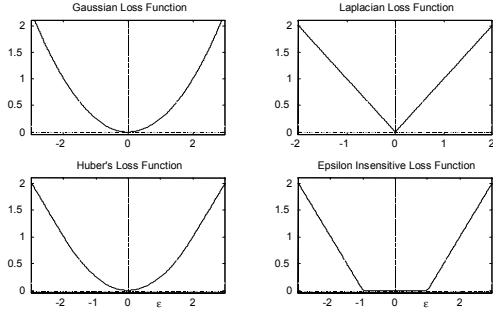 Gaussian Loss Function
2
1.5
1
0.5
0
-2 0 2
Laplacian Loss Function
2
1.5
1
0.5
0
-2 -1 0 1 2
Huber's Loss Function
2
1.5
1
0.5
0
-2 -1 0 ε 2
Epsilon Insensitive Loss Function
2
1.5
1
0.5
0
-2 -1 0 ε 2